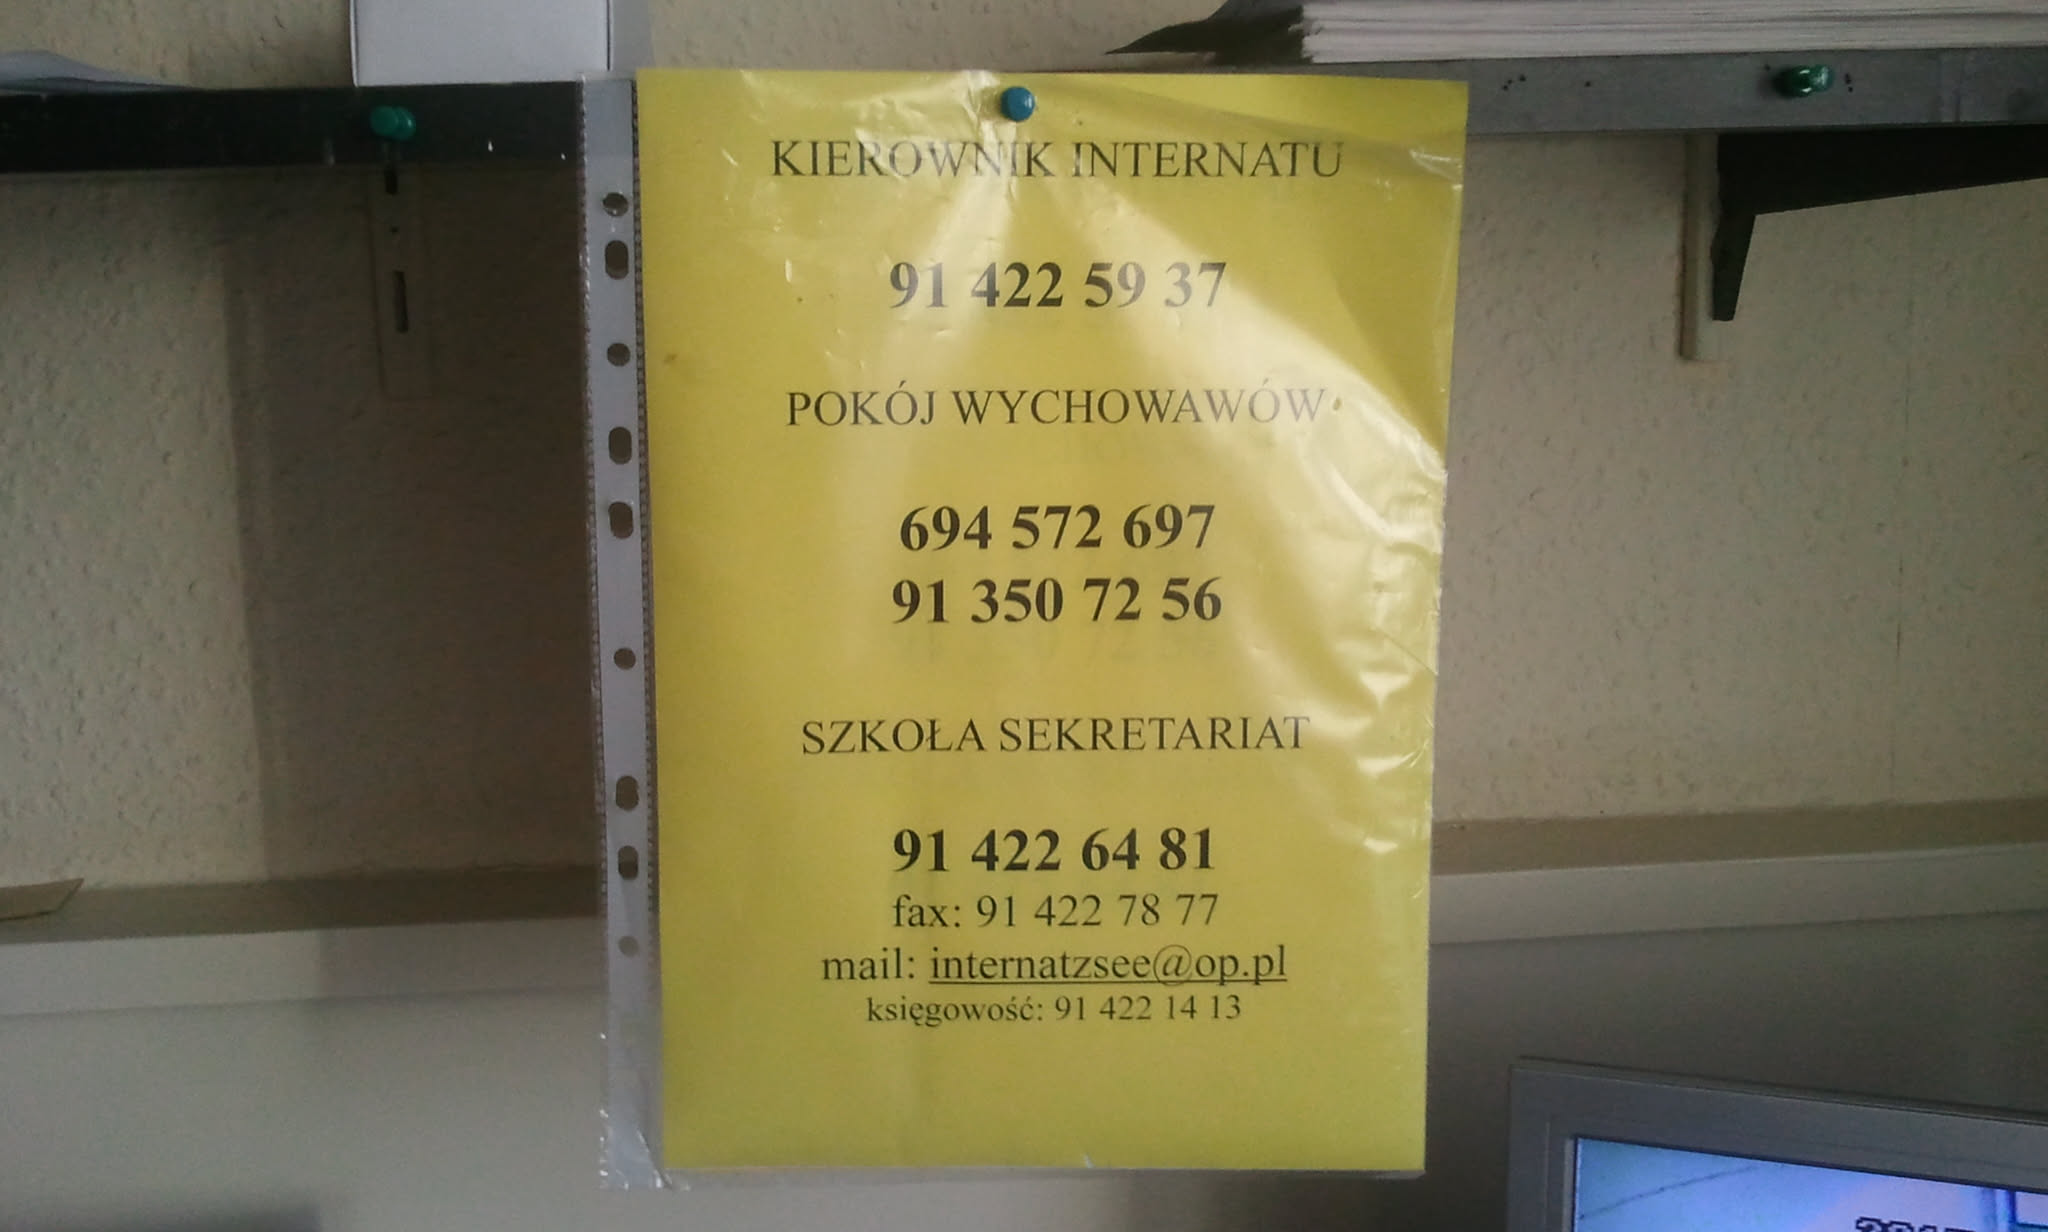 KIEROWNIK INTERNATU
91 422 59 37
POKÓJ WYCHOWAWÓW
694 572 697
91 350 72 56
SZKOŁA SEKRETARIAT
91 422 64 81
fax: 91 422 78 77
mail: internatzsee@op.pl
księgowość: 91 422 14 13